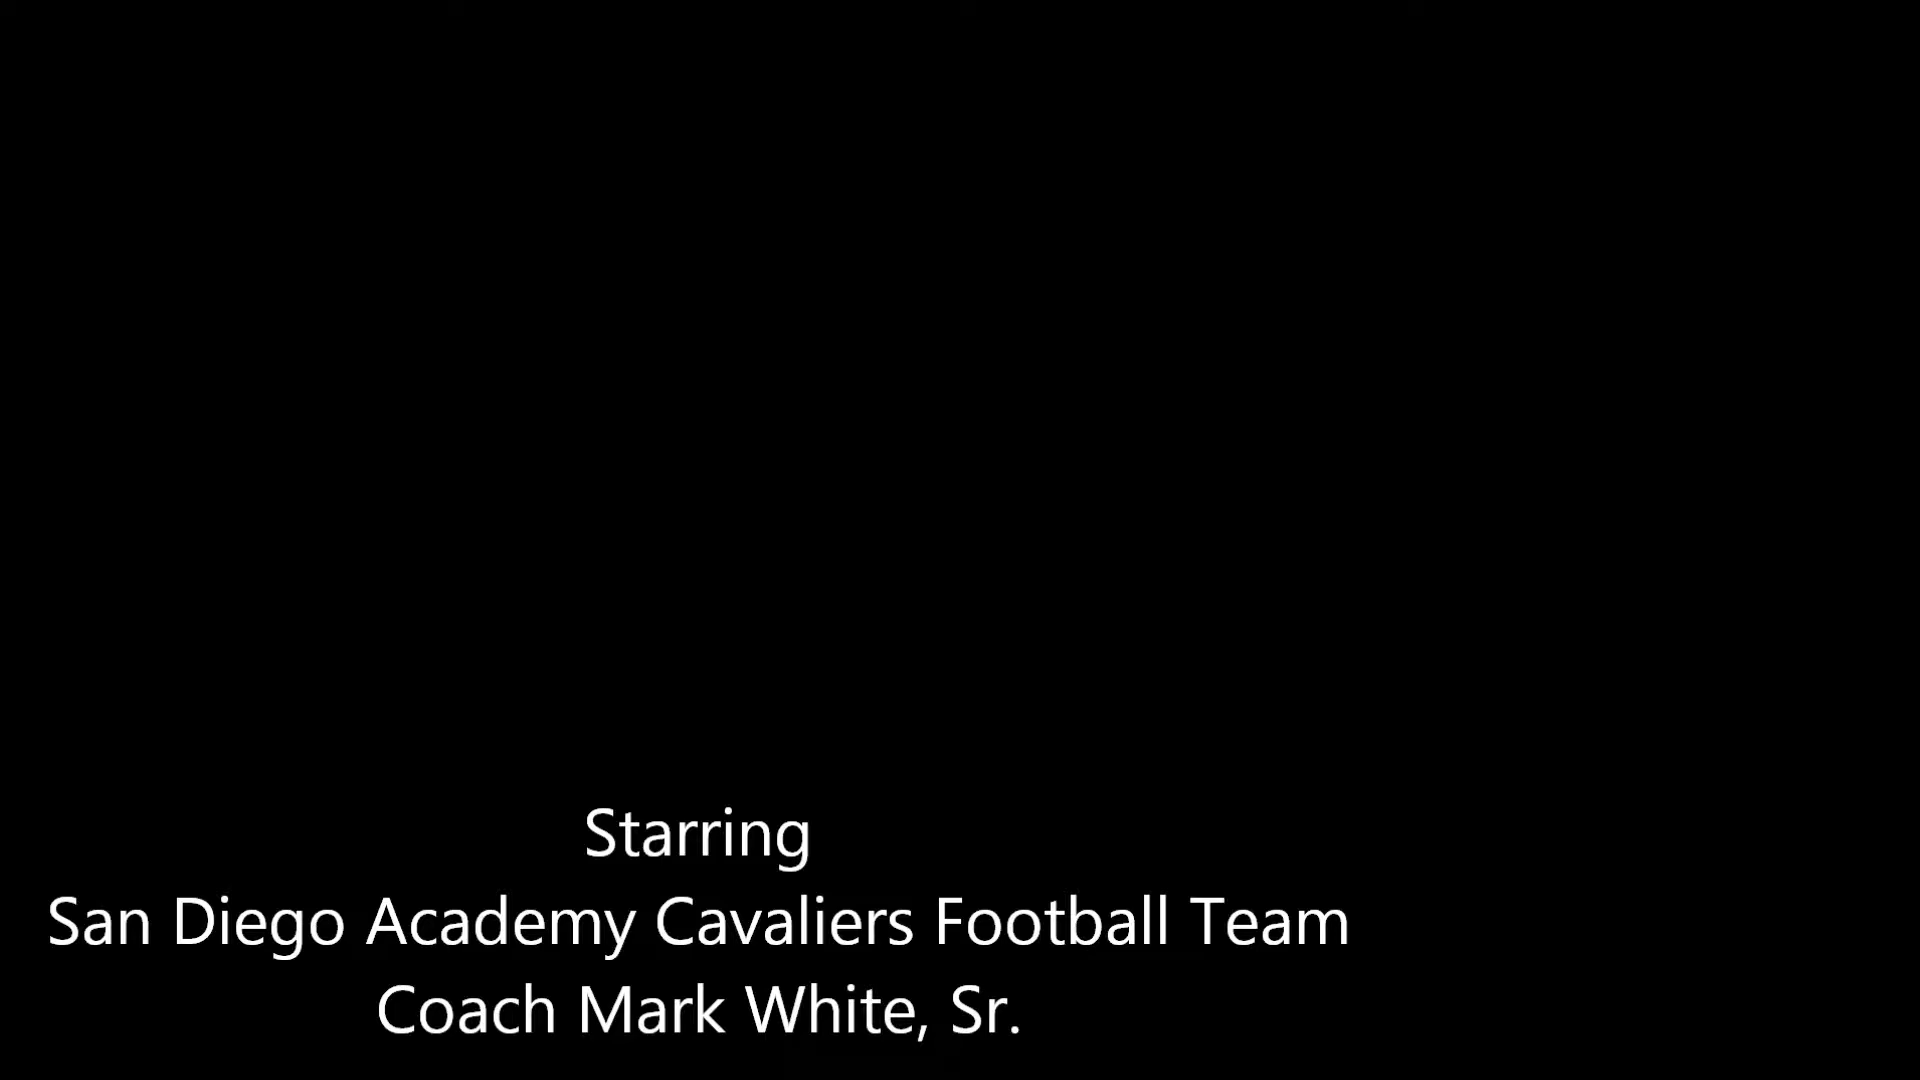 Starring
San Diego Academy Cavaliers Football Team
Coach Mark White, Sr.